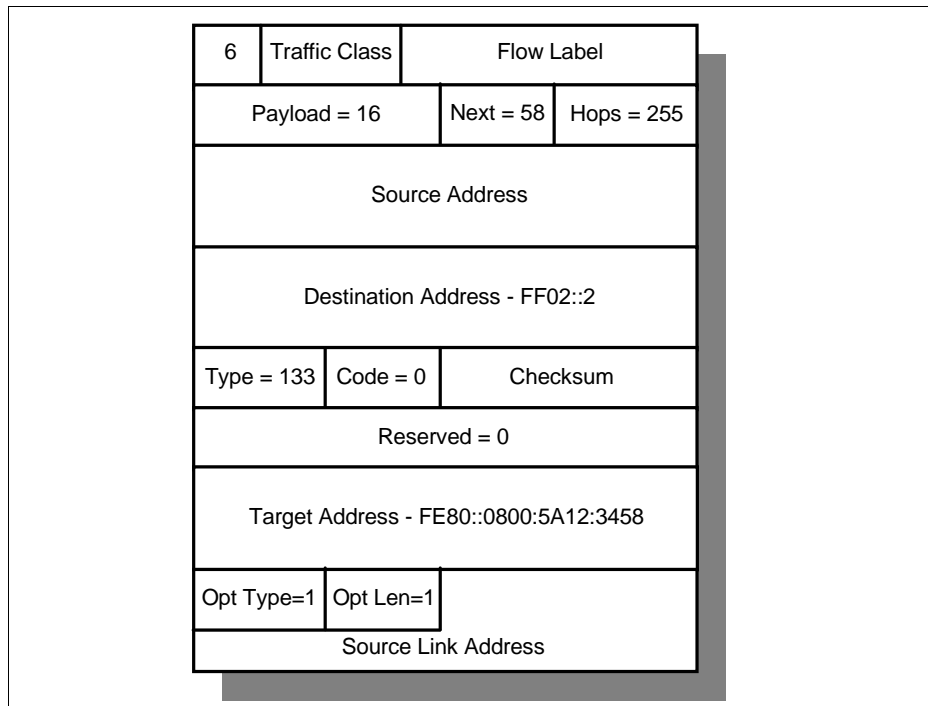 6 Traffic Class Flow Label
Payload = 16 Next = 58 Hops = 255
Source Address
Destination Address - FF02::2
Type = 133 Code = 0 Checksum
Reserved = 0
Target Address - FE80::0800:5A12:3458
Opt Type=1 Opt Len=1
Source Link Address